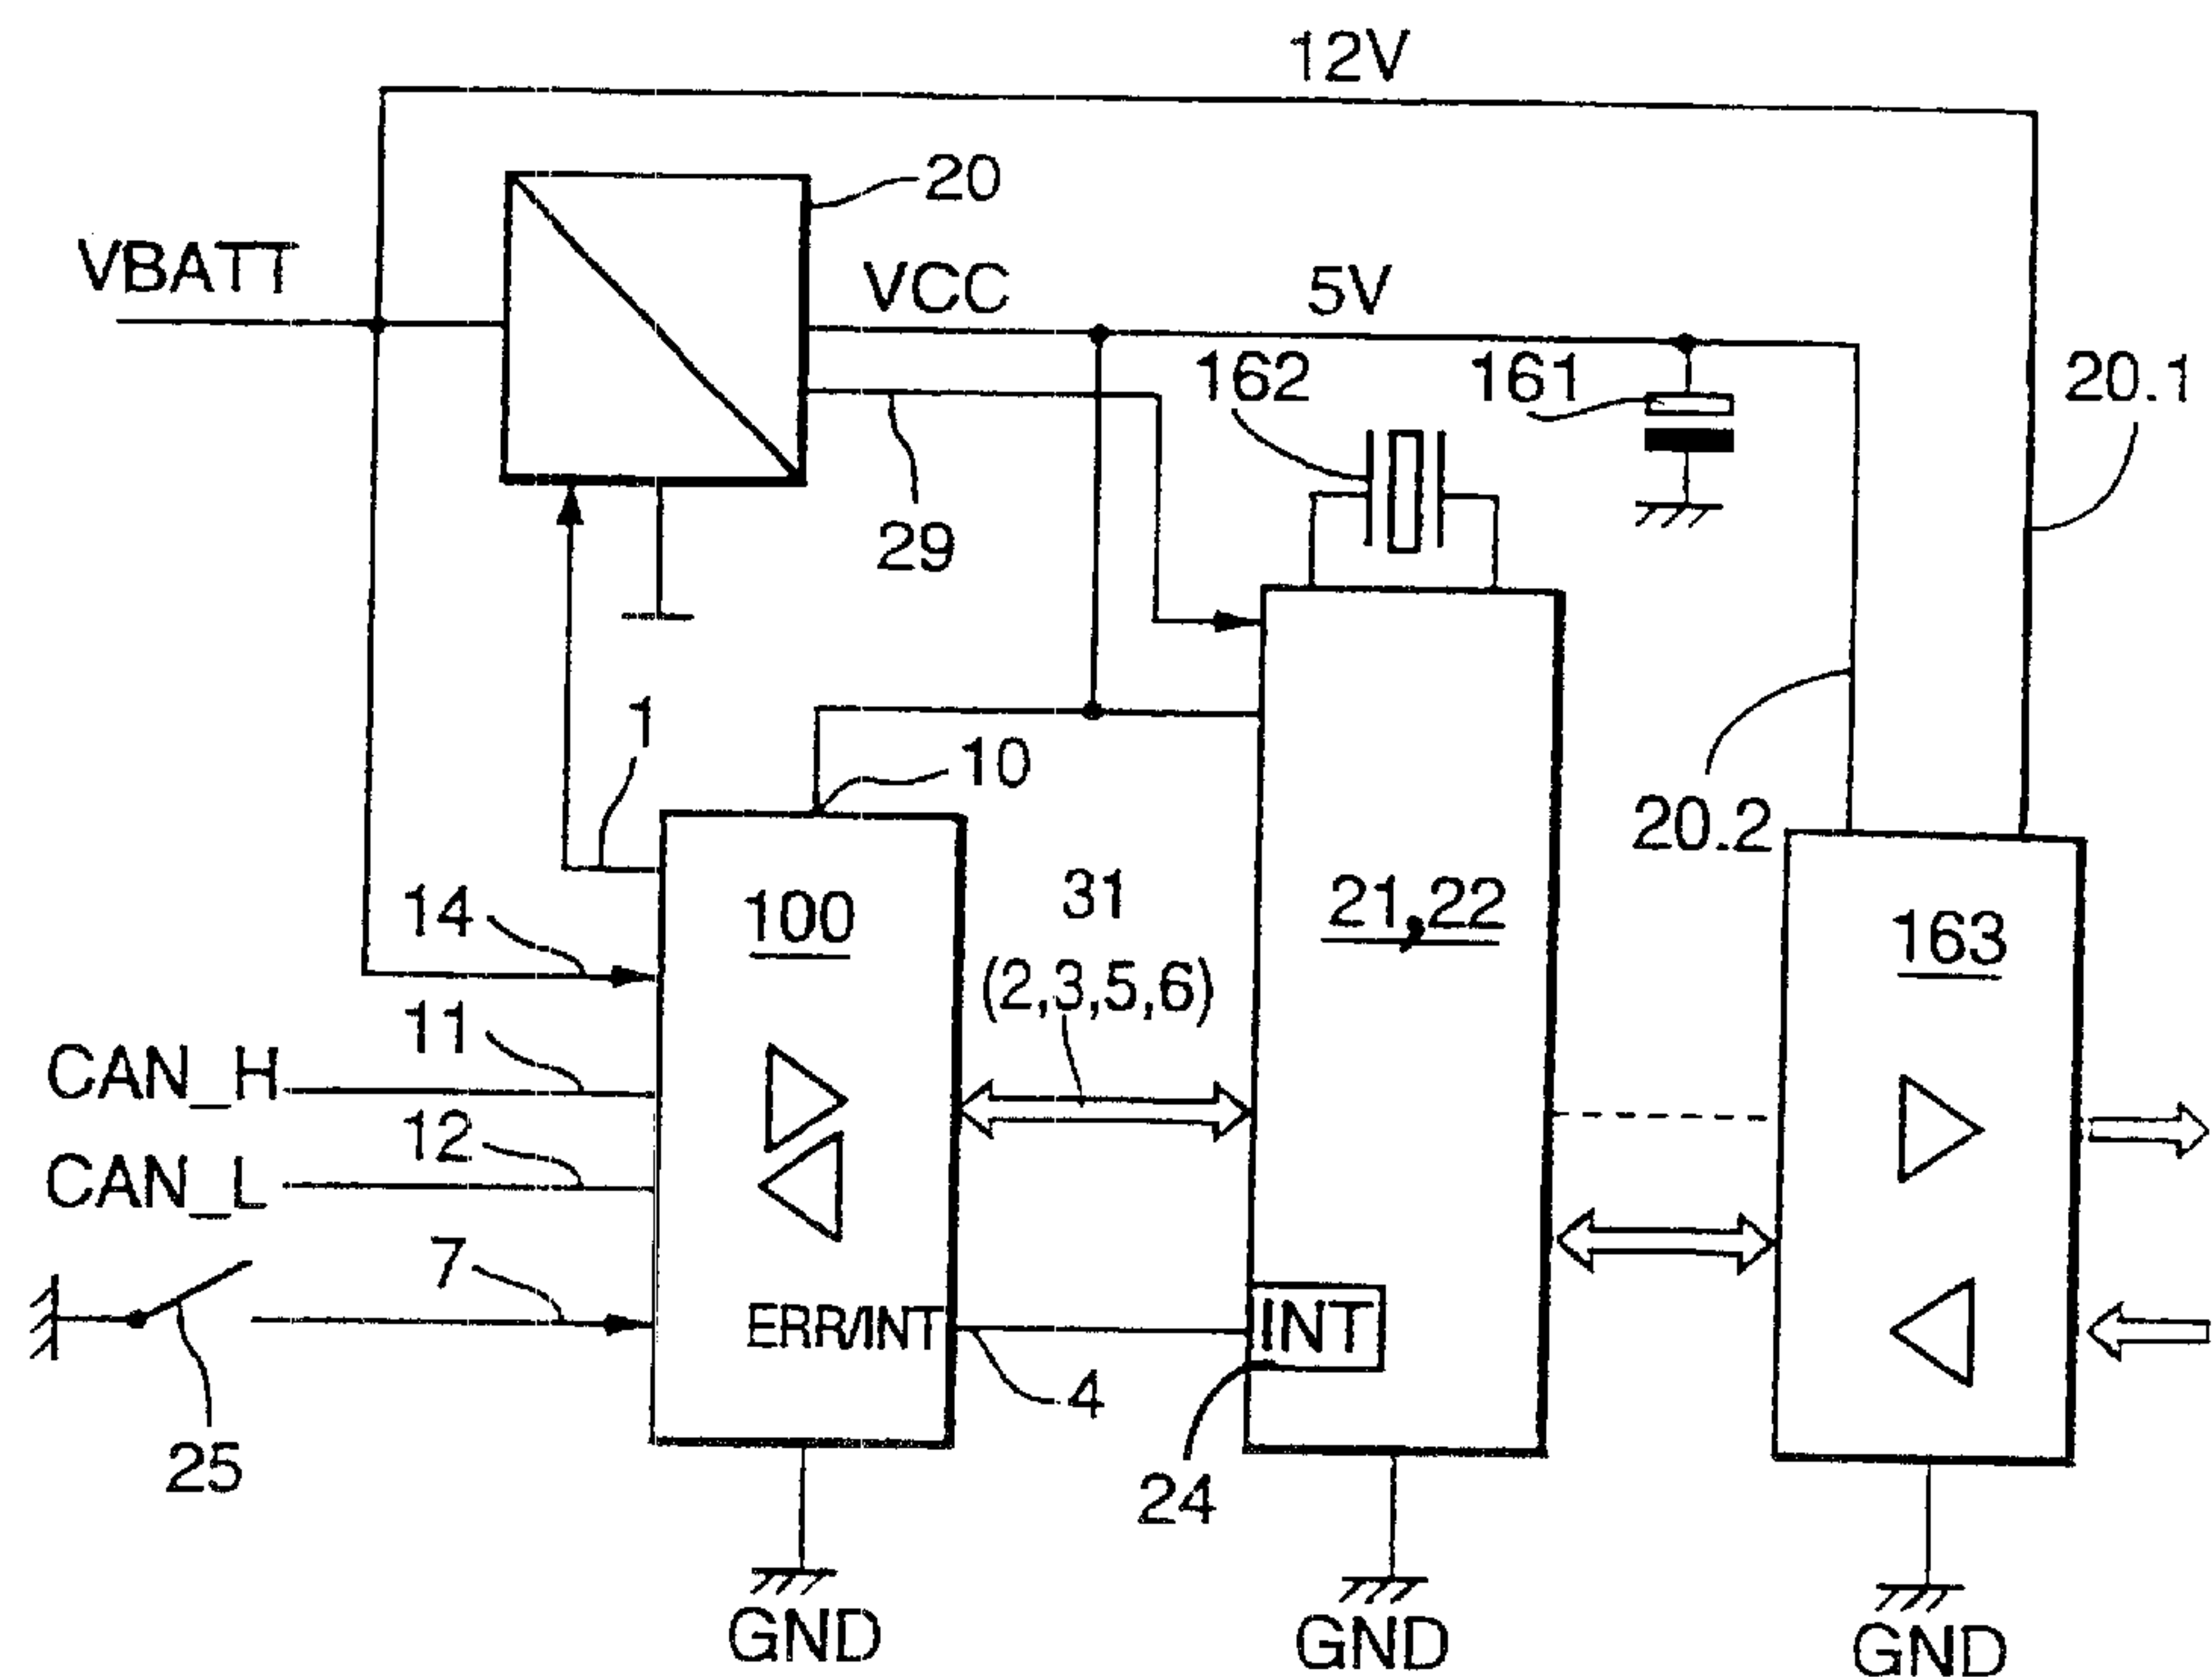 12V
20
VBATT
VCC
5V
162
161
20.1
29
1
10
20.2
14
100
31
(2,3,5,6)
21,22
163
11
CAN_H
12
CAN_L
7
ERR/INT
INT
4
25
24
GND
GND
GND